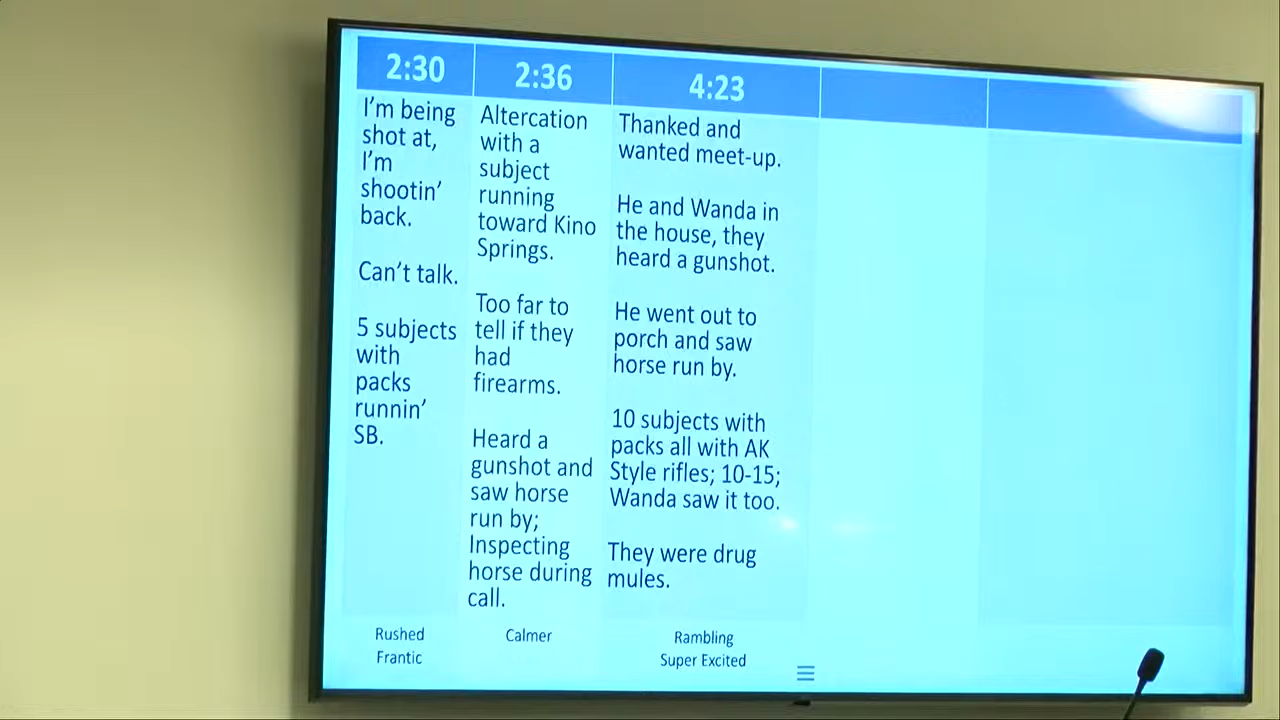 2:30
I'm being
shot at,
I'm
shootin'
back.
Can't talk.
5 subjects
with
packs
runnin'
SB.
Rushed
Frantic
2:36
Altercation
with a
subject
running
toward Kino
Springs.
Too far to
tell if they
had
firearms.
Heard a
gunshot and
saw horse
run by;
Inspecting
horse during
call.
Calmer
4:23
Thanked and
wanted meet-up.
He and Wanda in
the house, they
heard a gunshot.
He went out to
porch and saw
horse run by.
10 subjects with
packs all with AK
Style rifles; 10-15;
Wanda saw it too.
They were drug
mules.
Rambling
Super Excited